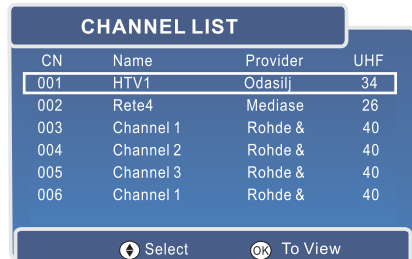 CHANNEL LIST
CN Name Provider UHF
001 HTV1 Odasilj 34
002 Rete4 Mediase 26
003 Channel 1 Rohde & 40
004 Channel 2 Rohde & 40
005 Channel 3 Rohde & 40
006 Channel 1 Rohde & 40
Select OK To View